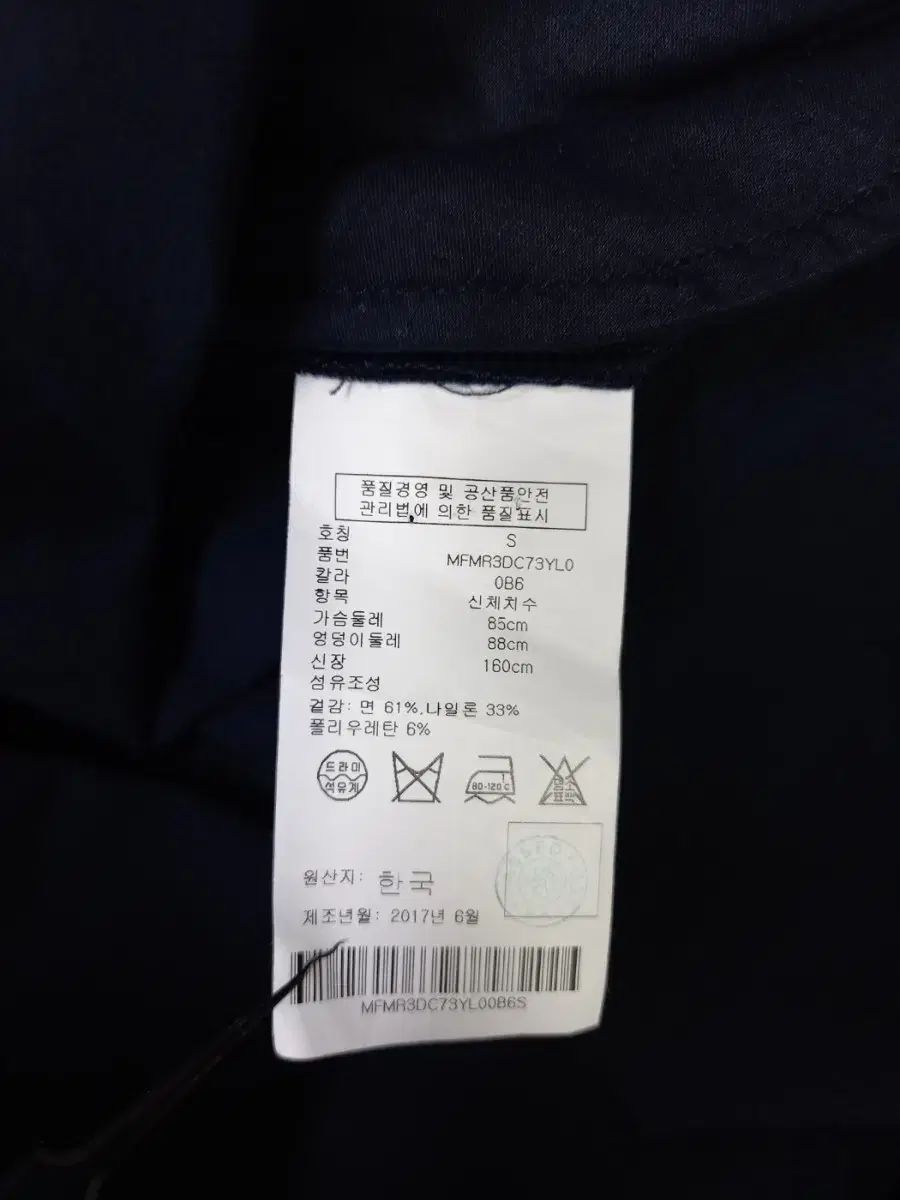 품질경영 및 공산품안전
관리법에 의한 품질표시
호칭 S
품번 MFMR3DC73YL0
칼라 0B6
항목 신체치수
가슴둘레 85cm
엉덩이둘레 88cm
신장 160cm
섬유조성
겉감: 면 61%,나일론 33%
폴리우레탄 6%
드라이
석유계
80-120˚C
염소
표백
원산지: 한국
제조년월: 2017년 6월
MFMR3DC73YL00B6S